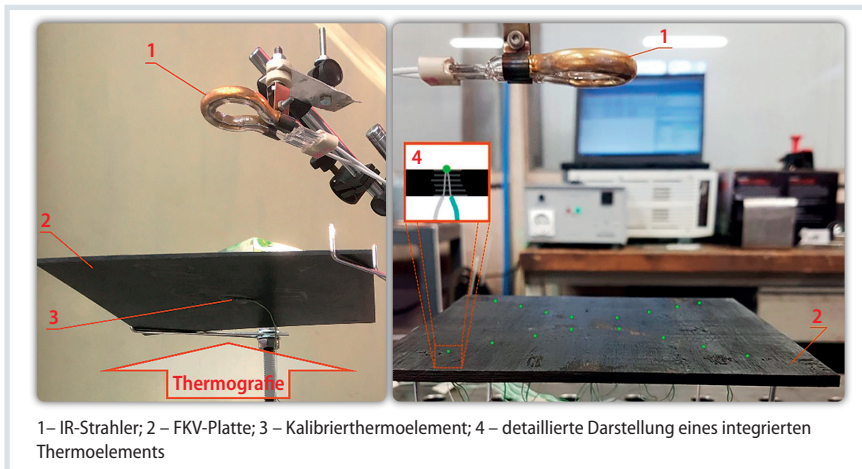 1
2
3
Thermografie
1
4
2
1– IR-Strahler; 2 – FKV-Platte; 3 – Kalibrierthermoelement; 4 – detaillierte Darstellung eines integrierten
Thermoelements